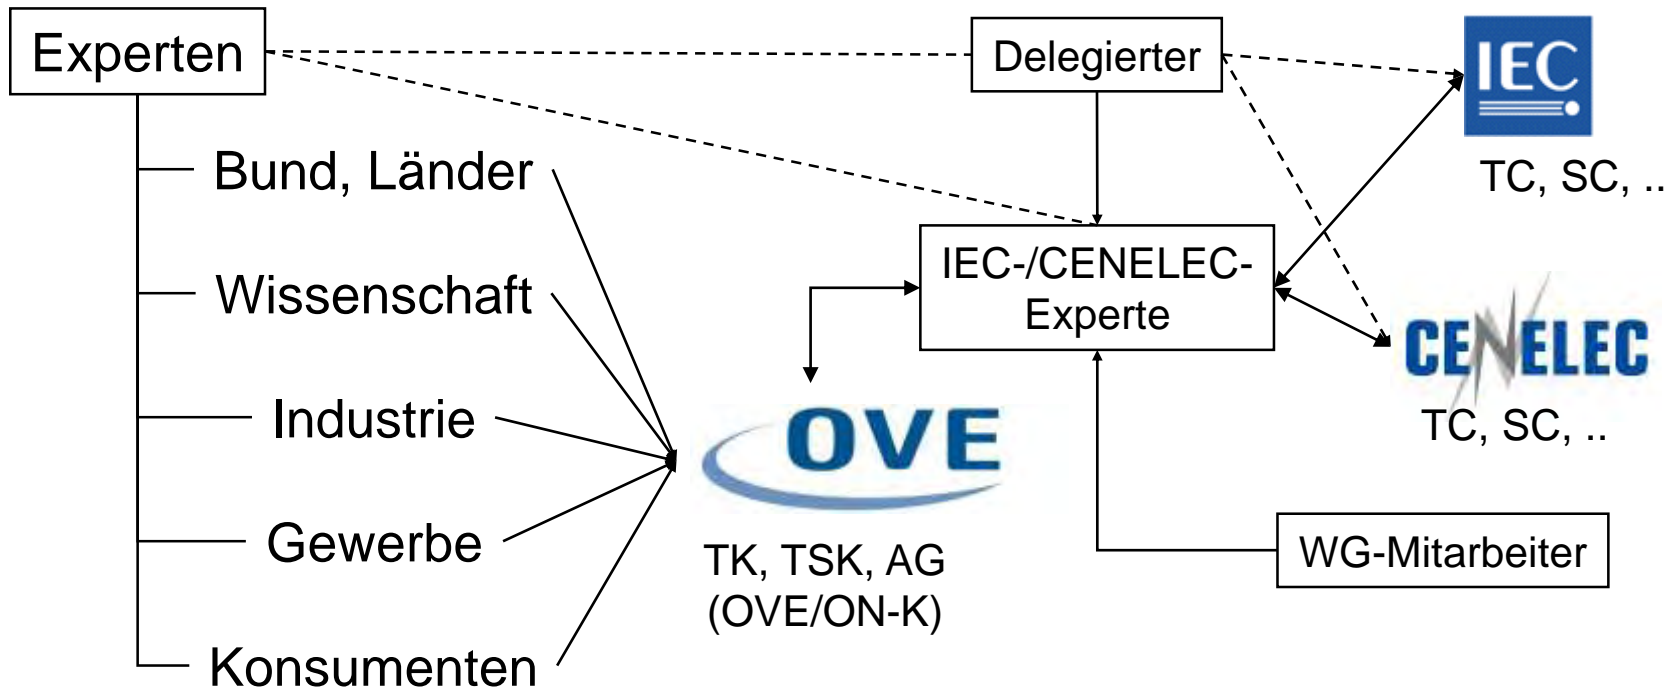 Experten
Delegierter
IEC
TC, SC, ..
Bund, Länder
Wissenschaft
IEC-/CENELEC-
Experte
CENELEC
TC, SC, ..
Industrie
OVE
Gewerbe
TK, TSK, AG
(OVE/ON-K)
WG-Mitarbeiter
Konsumenten